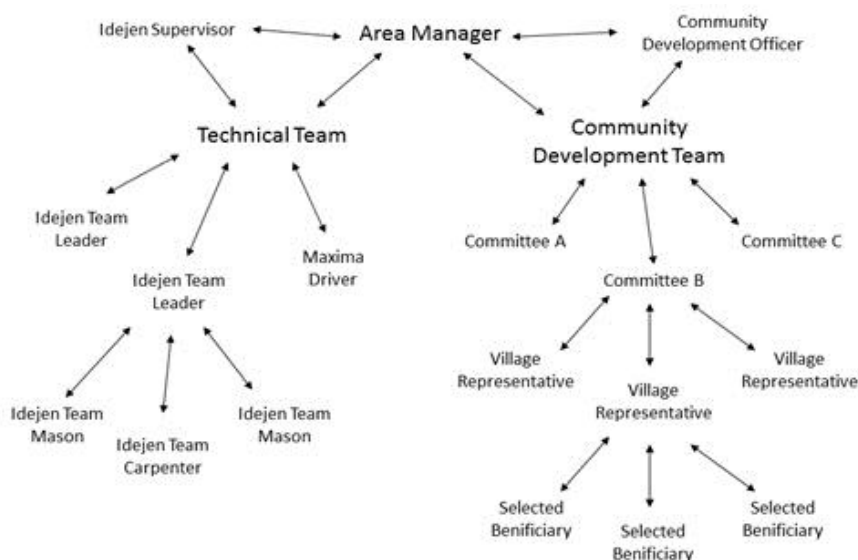 Idejen Supervisor
Area Manager
Community
Development Officer
Technical Team
Community
Development Team
Idejen Team
Leader
Maxima
Driver
Committee A
Committee C
Idejen Team
Leader
Committee B
Village
Representative
Village
Representative
Village
Representative
Idejen Team
Mason
Idejen Team
Carpenter
Idejen Team
Mason
Selected
Benificiary
Selected
Benificiary
Selected
Benificiary